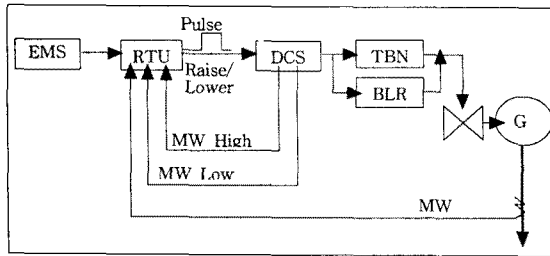 Pulse
EMS
RTU
DCS
TBN
Raise/
Lower
BLR
G
MW High
MW Low
MW